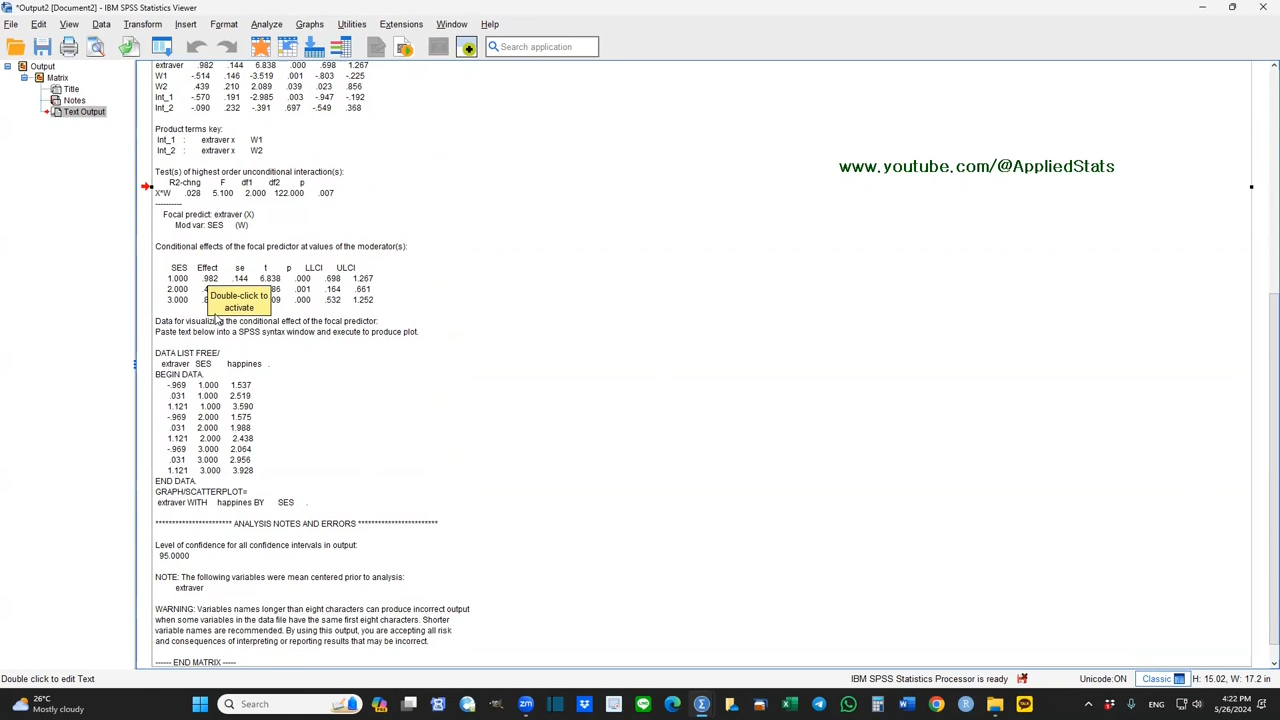 *Output2 [Document2] - IBM SPSS Statistics Viewer
File Edit View Data Transform Insert Format Graphs Analyze Utilities Extensions Window Help
Search application
Output
Matrix
Title
Notes
Text Output
extraver .982 .144 6.838 .000 .698 1.267
W1 -.514 .146 -3.519 .001 -.803 -.225
W2 .439 .210 2.089 .039 .023 .856
Int_1 -.570 .191 -2.985 .003 -.947 -.192
Int_2 -.090 .232 -.391 .697 -.549 .368
Product terms key:
Int_1 : extraver x W1
Int_2 : extraver x W2
www.youtube.com/@AppliedStats
Test(s) of highest order unconditional interaction(s):
R2-chng F df1 df2 p
X*W .028 5.100 2.000 122.000 .007
----------
Focal predict: extraver (X)
Mod var: SES (W)
Conditional effects of the focal predictor at values of the moderator(s):
SES Effect se t p LLCI ULCI
1.000 .982 .144 6.838 .000 .698 1.267
2.000 86 .001 .164 .661
3.000 09 .000 .532 1.252
Double-click to
activate
Data for visualizing the conditional effect of the focal predictor:
Paste text below into a SPSS syntax window and execute to produce plot.
DATA LIST FREE/
extraver SES happines .
BEGIN DATA.
-.969 1.000 1.537
.031 1.000 2.519
1.121 1.000 3.590
-.969 2.000 1.575
.031 2.000 1.988
1.121 2.000 2.438
-.969 3.000 2.064
.031 3.000 2.956
1.121 3.000 3.928
END DATA.
GRAPH/SCATTERPLOT=
extraver WITH happines BY SES .
*********************** ANALYSIS NOTES AND ERRORS ************************
Level of confidence for all confidence intervals in output:
95.0000
NOTE: The following variables were mean centered prior to analysis:
extraver
WARNING: Variables names longer than eight characters can produce incorrect output
when some variables in the data file have the same first eight characters. Shorter
variable names are recommended. By using this output, you are accepting all risk
and consequences of interpreting or reporting results that may be incorrect.
------ END MATRIX -----
Double click to edit Text IBM SPSS Statistics Processor is ready Unicode:ON Classic H: 15.02, W: 17.2 in
26°C
Mostly cloudy
Search
ENG
4:22 PM
5/26/2024